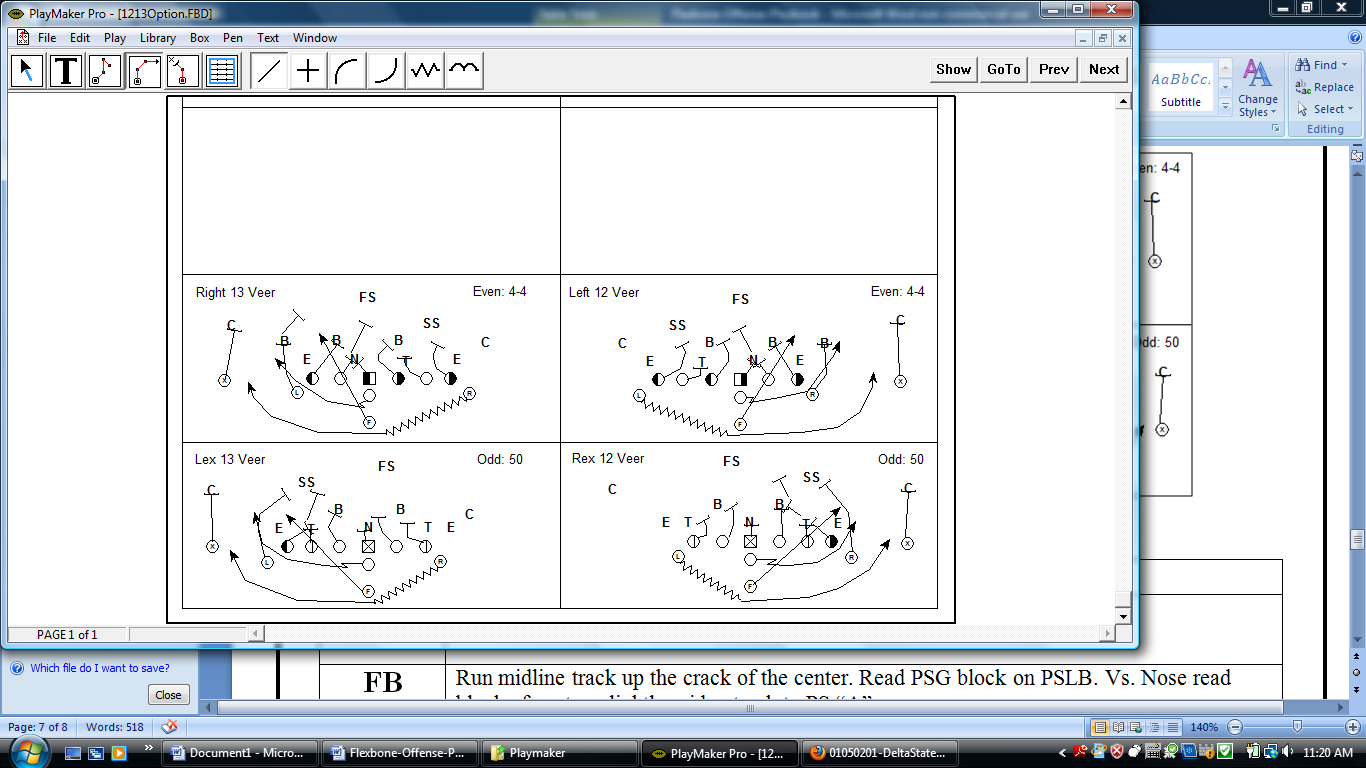 PlayMaker Pro - [1213Option.FBD]
File Edit Play Library Box Pen Text Window
T
Show GoTo Prev Next
AaBbCc.
Subtitle
Change Styles
Find
Replace
Select
Editing
Right 13 Veer
FS
Even: 4-4
SS
C B B B C
E N T E
X L F R
Left 12 Veer
FS
Even: 4-4
SS
C B B B C
E T N E
L F R X
Lex 13 Veer
FS
Odd: 50
SS
C B B C
E T N T E
X L F R
Rex 12 Veer
FS
Odd: 50
SS
C B B C
E T N T E
L F R X
en: 4-4
C
X
dd: 50
C
X
PAGE 1 of 1
Which file do I want to save?
Close
FB
Run midline track up the crack of the center. Read PSG block on PSLB. Vs. Nose read
Page: 7 of 8 Words: 518
140%
Document1 - Micro...
Flexbone-Offense-P...
Playmaker
PlayMaker Pro - [12...
01050201-DeltaState...
11:20 AM